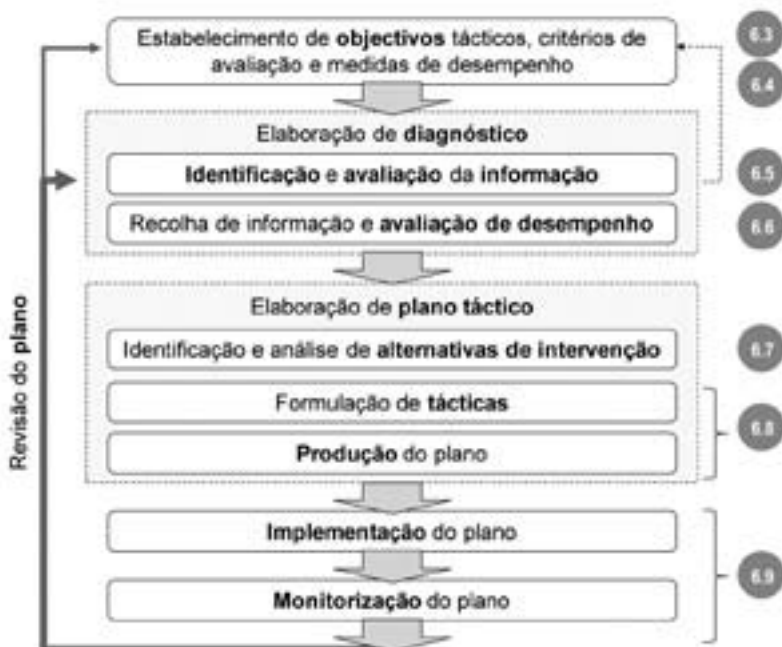 Estabelecimento de objectivos tácticos, critérios de
avaliação e medidas de desempenho
6.3
6.4
Elaboração de diagnóstico
Identificação e avaliação da informação
6.5
Recolha de informação e avaliação de desempenho
6.6
Elaboração de plano táctico
Identificação e análise de alternativas de intervenção
6.7
Formulação de tácticas
6.8
Produção do plano
Implementação do plano
6.9
Monitorização do plano
Revisão do plano